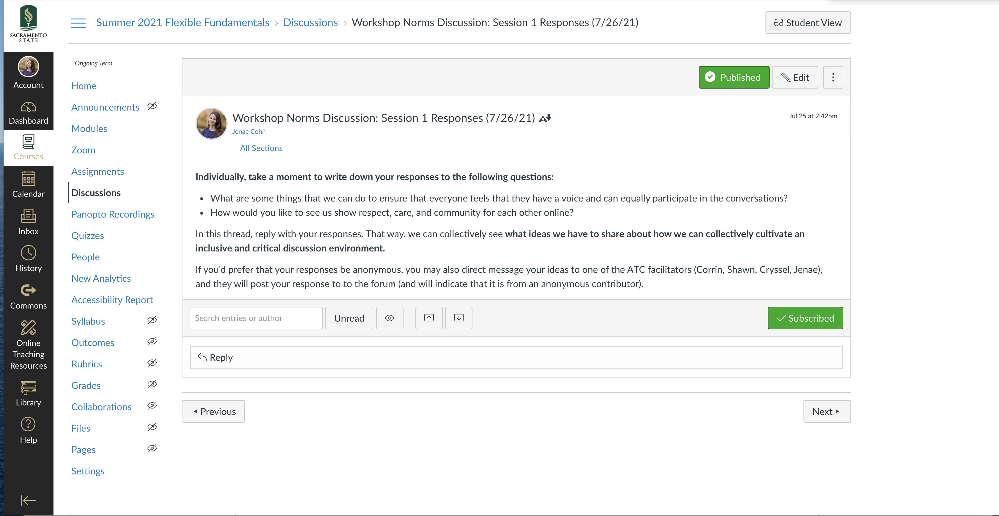 SACRAMENTO
STATE
Account
Dashboard
Courses
Calendar
Inbox
History
Commons
Online
Teaching
Resources
Library
Help
Summer 2021 Flexible Fundamentals › Discussions › Workshop Norms Discussion: Session 1 Responses (7/26/21)
Student View
Ongoing Term
Home
Announcements
Modules
Zoom
Assignments
Discussions
Panopto Recordings
Quizzes
People
New Analytics
Accessibility Report
Syllabus
Outcomes
Rubrics
Grades
Collaborations
Files
Pages
Settings
Published
Edit
Workshop Norms Discussion: Session 1 Responses (7/26/21)
Jul 25 at 2:42pm
Jenae Cohn
All Sections
Individually, take a moment to write down your responses to the following questions:
• What are some things that we can do to ensure that everyone feels that they have a voice and can equally participate in the conversations?
• How would you like to see us show respect, care, and community for each other online?
In this thread, reply with your responses. That way, we can collectively see what ideas we have to share about how we can collectively cultivate an
inclusive and critical discussion environment.
If you'd prefer that your responses be anonymous, you may also direct message your ideas to one of the ATC facilitators (Corrin, Shawn, Cryssel, Jenae),
and they will post your response to to the forum (and will indicate that it is from an anonymous contributor).
Search entries or author
Unread
Subscribed
Reply
Previous
Next